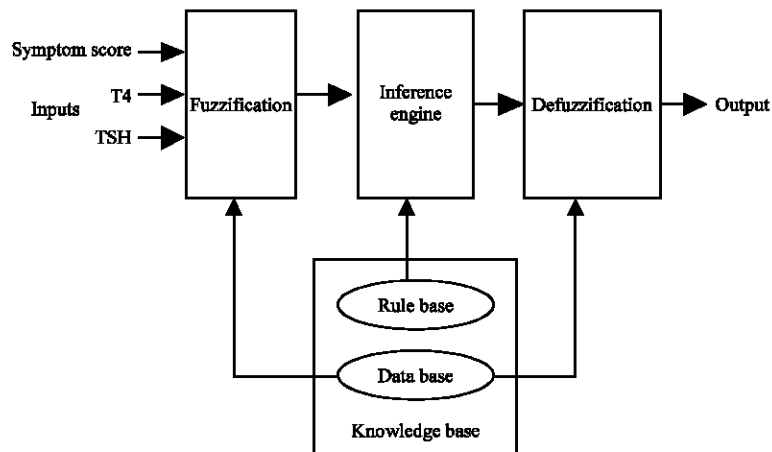 Symptom score
T4
Inputs
TSH
Fuzzification
Inference
engine
Defuzzification
Output
Rule base
Data base
Knowledge base